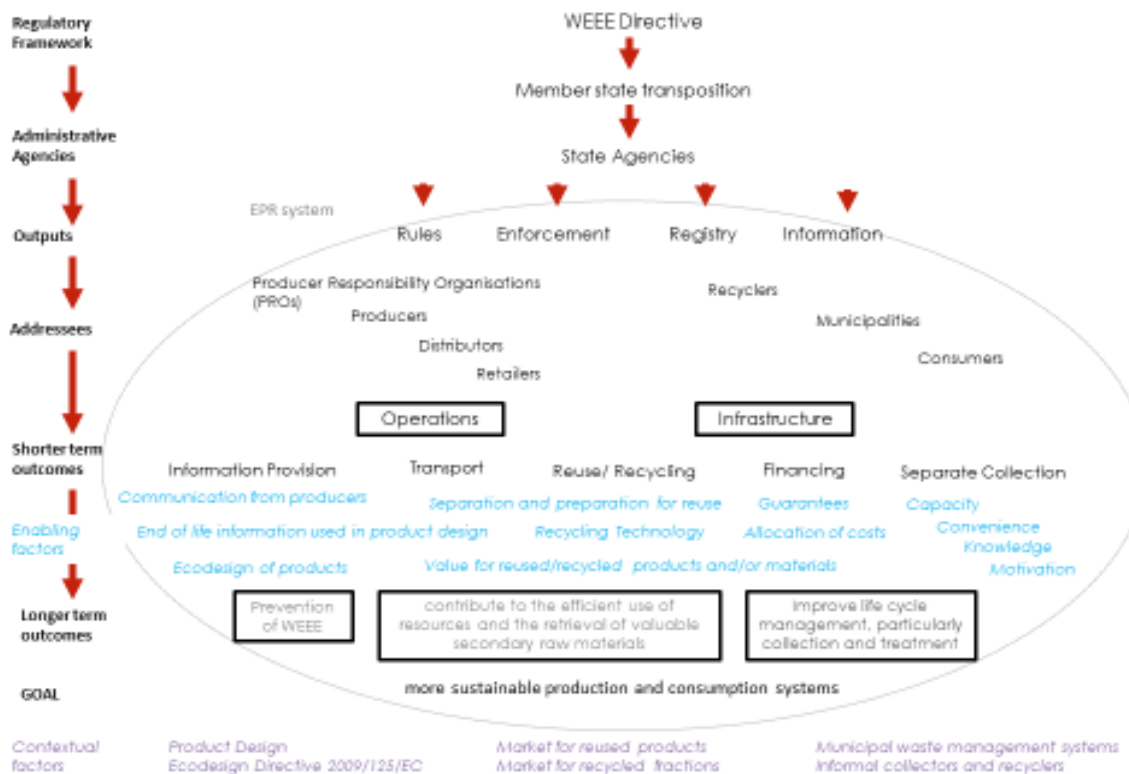 Regulatory
Framework
WEEE Directive
Member state transposition
Administrative
Agencies
State Agencies
EPR system
Outputs
Rules
Enforcement
Registry
Information
Producer Responsibility Organisations
(PROs)
Recyclers
Producers
Municipalities
Addressees
Distributors
Consumers
Retailers
Operations
Infrastructure
Shorter term
outcomes
Information Provision
Transport
Reuse/ Recycling
Financing
Separate Collection
Communication from producers
Separation and preparation for reuse
Guarantees
Capacity
Enabling
factors
End of life information used in product design
Recycling Technology
Allocation of costs
Convenience
Knowledge
Motivation
Ecodesign of products
Value for reused/recycled products and/or materials
Longer term
outcomes
Prevention
of WEEE
contribute to the efficient use of
resources and the retrieval of valuable
secondary raw materials
Improve life cycle
management, particularly
collection and treatment
GOAL
more sustainable production and consumption systems
Contextual
factors
Product Design
Ecodesign Directive 2009/125/EC
Market for reused products
Market for recycled fractions
Municipal waste management systems
Informal collectors and recyclers